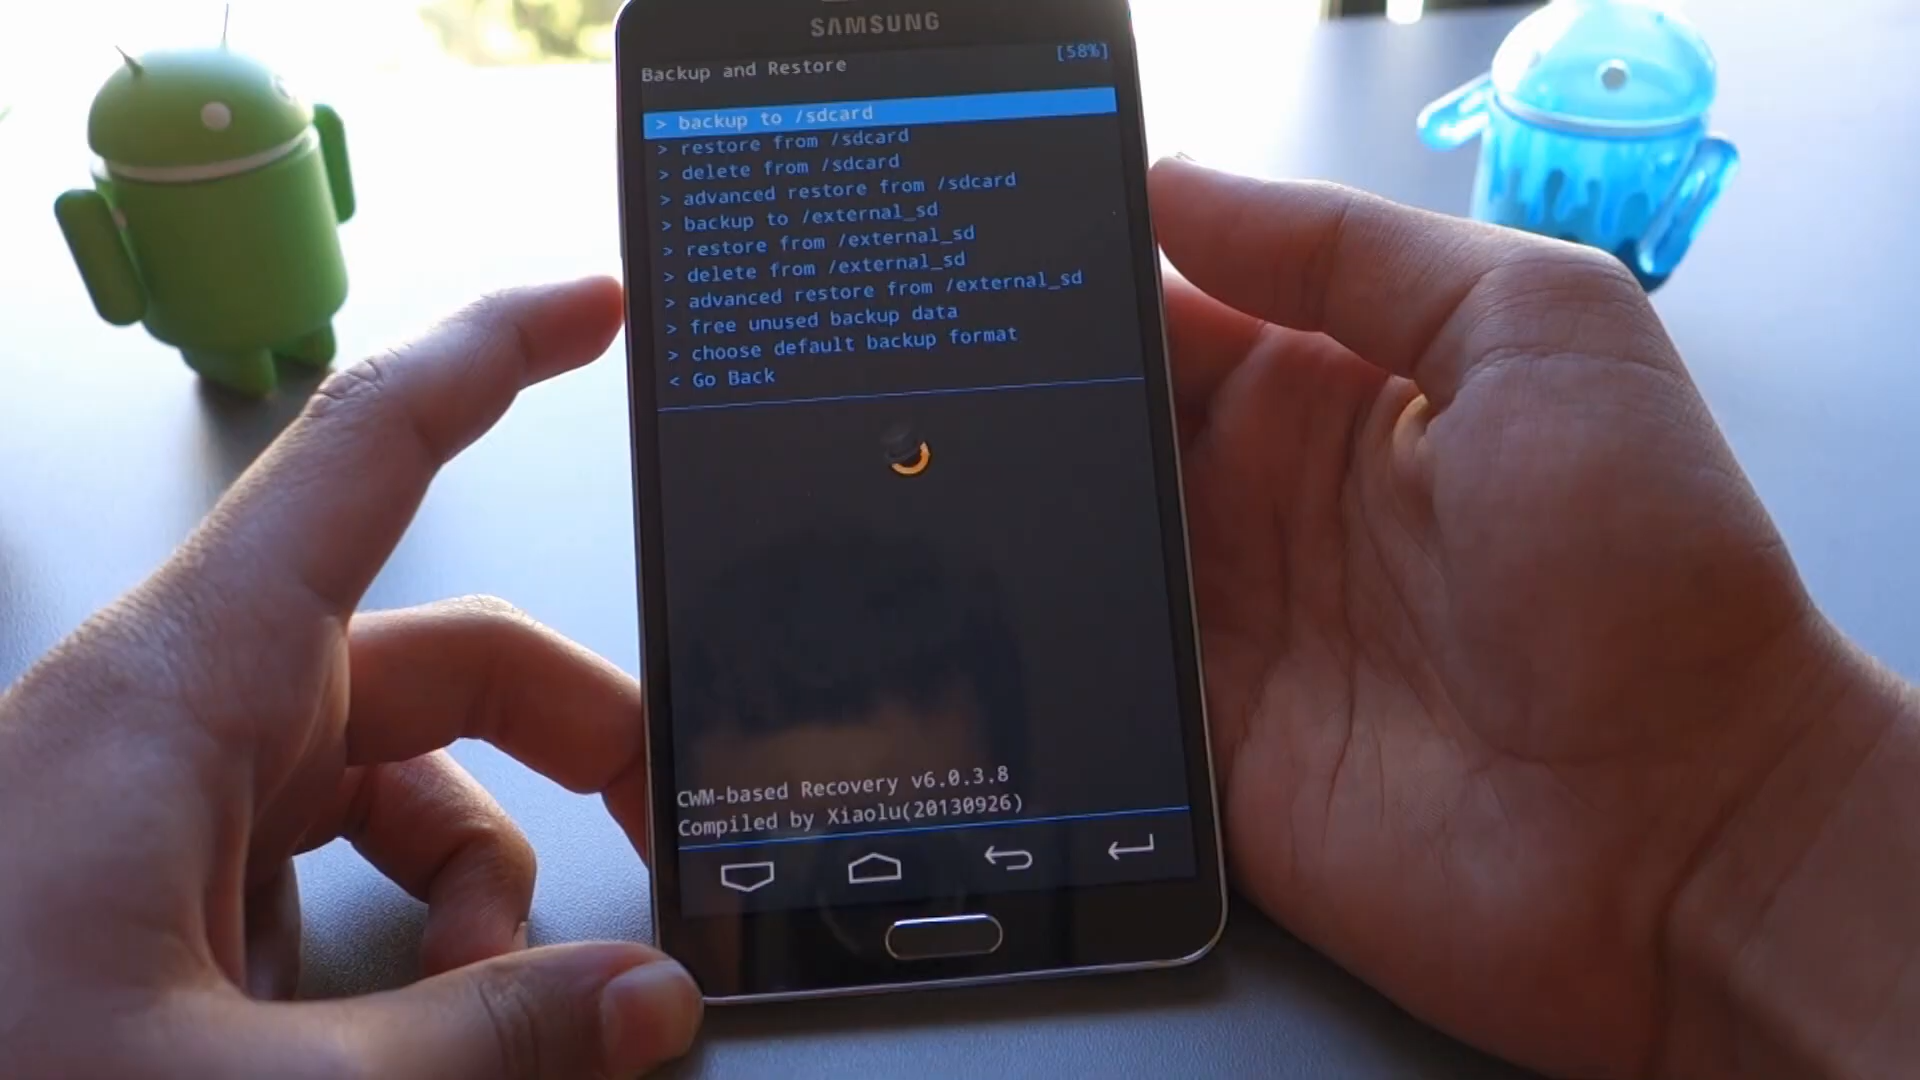 SAMSUNG
[58%]
Backup and Restore
> backup to /sdcard
> restore from /sdcard
> delete from /sdcard
> advanced restore from /sdcard
> backup to /external_sd
> restore from /external_sd
> delete from /external_sd
> advanced restore from /external_sd
> free unused backup data
> choose default backup format
< Go Back
CWM-based Recovery v6.0.3.8
Compiled by Xiaolu(20130926)